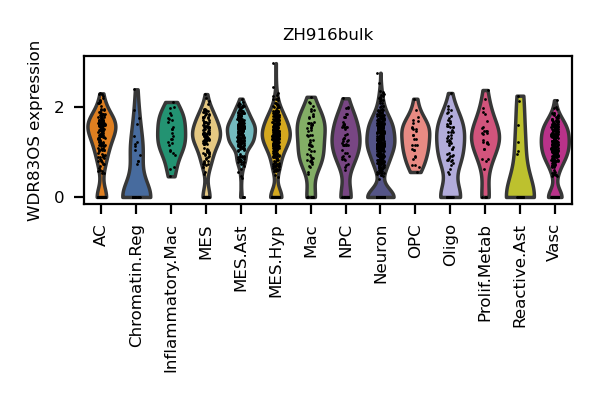 ZH916bulk
WDR83OS expression
2
0
AC
Chromatin.Reg
Inflammatory.Mac
MES
MES.Ast
MES.Hyp
Mac
NPC
Neuron
OPC
Oligo
Prolif.Metab
Reactive.Ast
Vasc